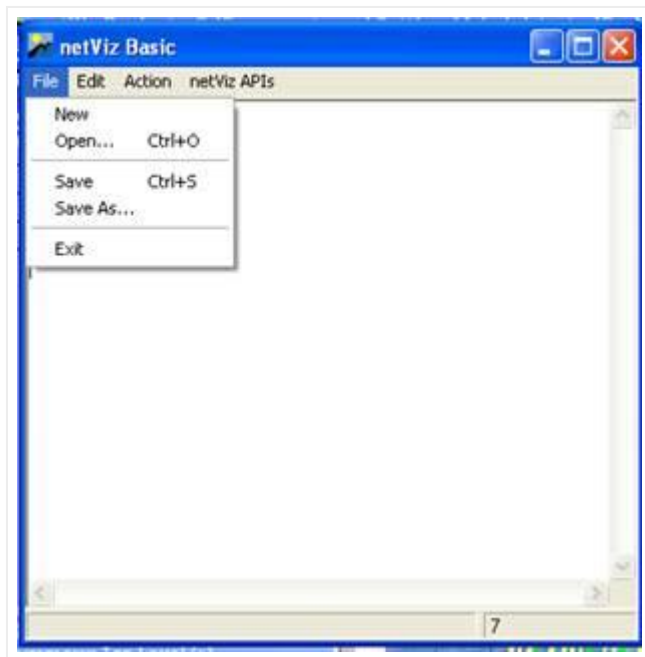 netViz Basic
File Edit Action netViz APIs
New
Open... Ctrl+O
Save Ctrl+S
Save As...
Exit
7